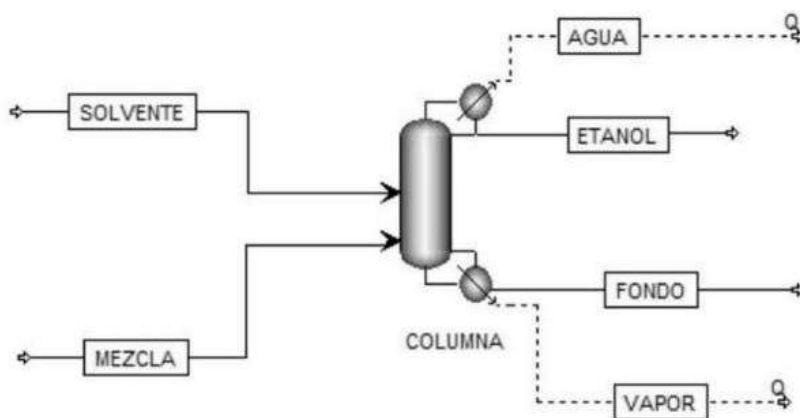 AGUA
Q
SOLVENTE
ETANOL
FONDO
COLUMNA
MEZCLA
Q
VAPOR